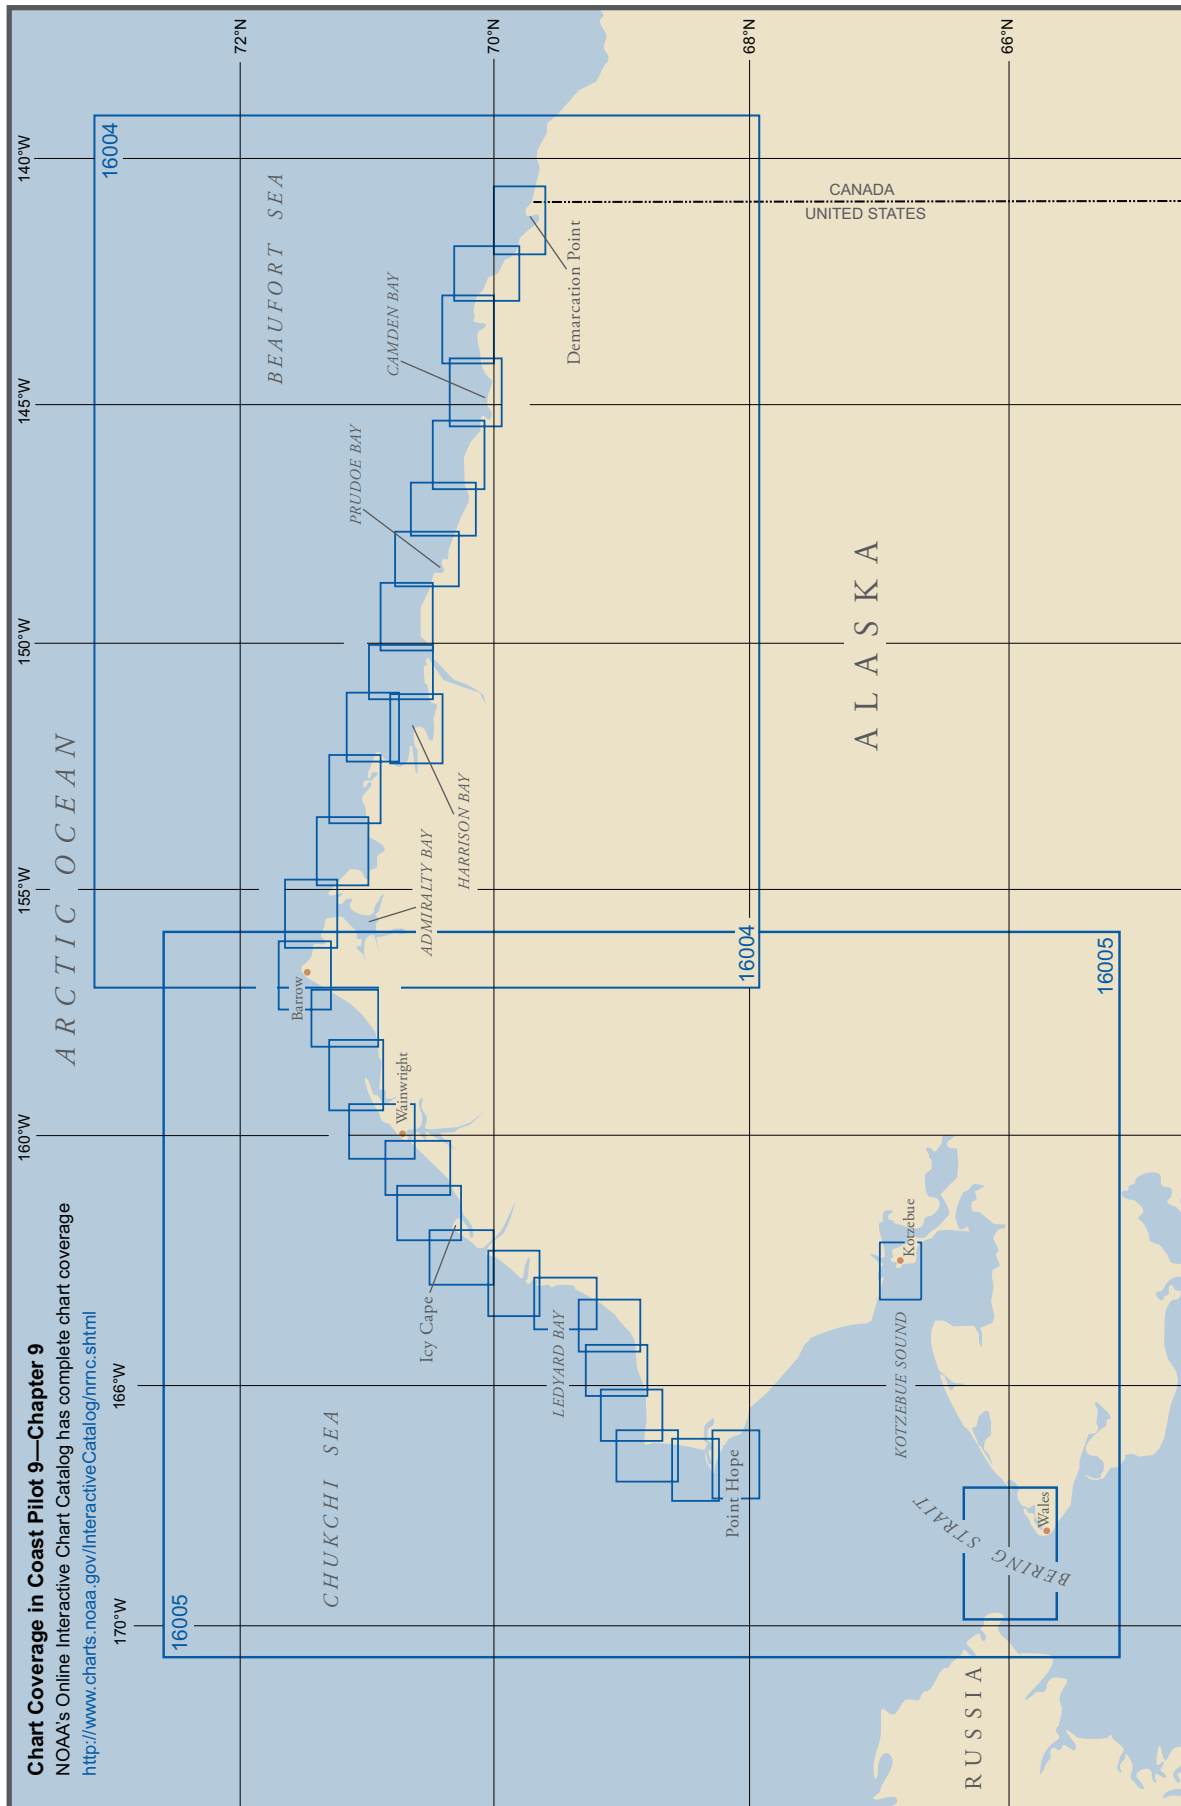 Chart Coverage in Coast Pilot 9—Chapter 9
NOAA's Online Interactive Chart Catalog has complete chart coverage
http://www.charts.noaa.gov/InteractiveCatalog/nrnc.shtml
170°W
166°W
160°W
155°W
150°W
145°W
140°W
72°N
70°N
68°N
66°N
16005
16004
ARCTIC OCEAN
BEAUFORT SEA
CHUKCHI SEA
Barrow
Wainwright
Icy Cape
LEDYARD BAY
Point Hope
ADMIRALTY BAY
HARRISON BAY
PRUDOE BAY
CAMDEN BAY
Demarcation Point
CANADA
UNITED STATES
ALASKA
16004
16005
Kotzebue
KOTZEBUE SOUND
BERING STRAIT
Wales
RUSSIA